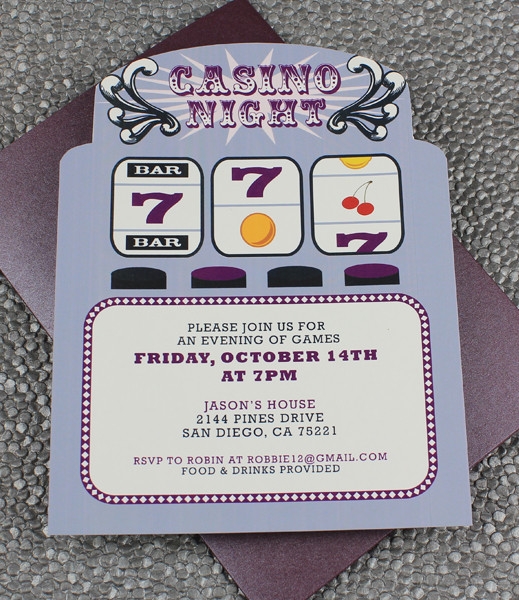 CASINO
NIGHT
BAR
7
BAR
7
7
PLEASE JOIN US FOR
AN EVENING OF GAMES
FRIDAY, OCTOBER 14TH
AT 7PM
JASON'S HOUSE
2144 PINES DRIVE
SAN DIEGO, CA 75221
RSVP TO ROBIN AT ROBBIE12@GMAIL.COM
FOOD & DRINKS PROVIDED